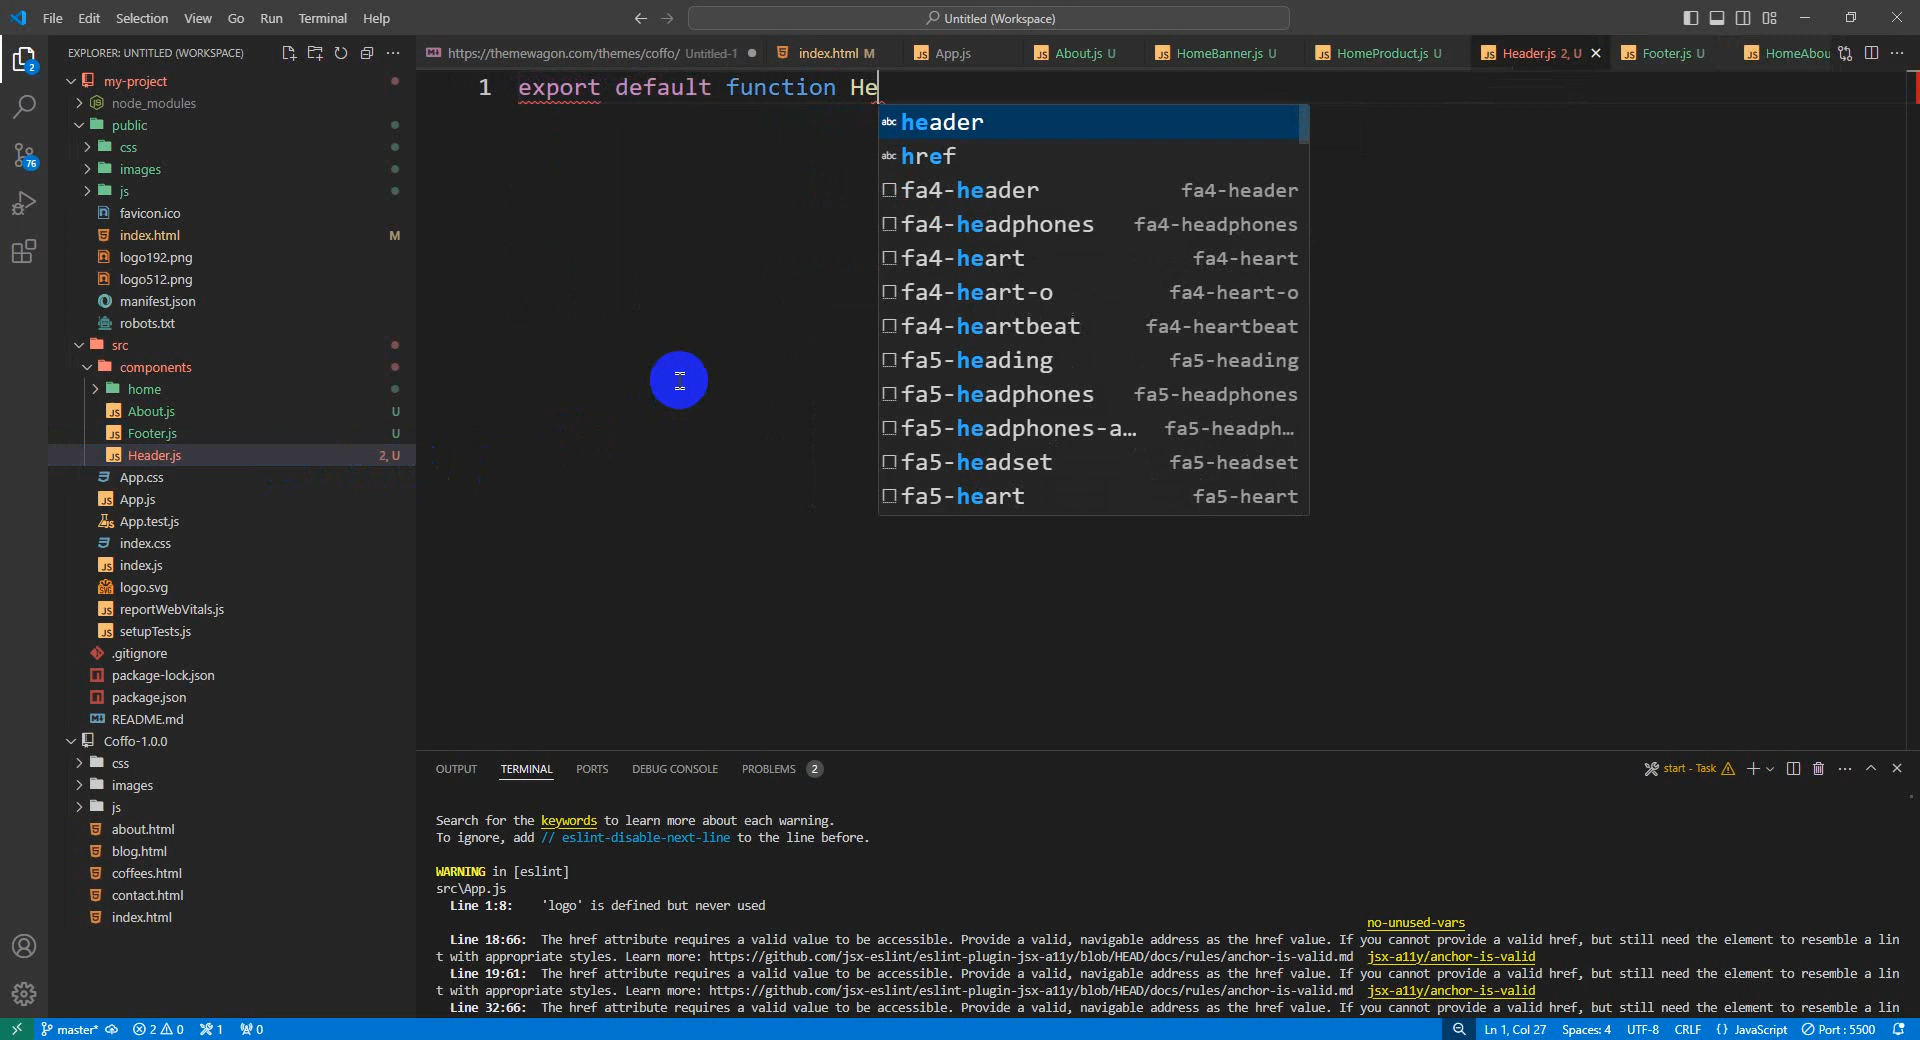 File Edit Selection View Go Run Terminal Help
Untitled (Workspace)
EXPLORER: UNTITLED (WORKSPACE)
https://themewagon.com/themes/coffo/ Untitled-1
index.html M
App.js
About.js U
HomeBanner.js U
HomeProduct.js U
Header.js 2, U
Footer.js U
HomeAbou
my-project
node_modules
public
css
images
js
favicon.ico
index.html M
logo192.png
logo512.png
manifest.json
robots.txt
src
components
home
About.js U
Footer.js U
Header.js 2, U
App.css
App.js
App.test.js
index.css
index.js
logo.svg
reportWebVitals.js
setupTests.js
.gitignore
package-lock.json
package.json
README.md
Coffo-1.0.0
css
images
js
about.html
blog.html
coffees.html
contact.html
index.html
2
76
1 export default function He
abc header
abc href
fa4-header fa4-header
fa4-headphones fa4-headphones
fa4-heart fa4-heart
fa4-heart-o fa4-heart-o
fa4-heartbeat fa4-heartbeat
fa5-heading fa5-heading
fa5-headphones fa5-headphones
fa5-headphones-a… fa5-headph…
fa5-headset fa5-headset
fa5-heart fa5-heart
OUTPUT TERMINAL PORTS DEBUG CONSOLE PROBLEMS 2
start - Task
Search for the keywords to learn more about each warning.
To ignore, add // eslint-disable-next-line to the line before.
WARNING in [eslint]
src\App.js
Line 1:8: 'logo' is defined but never used
no-unused-vars
Line 18:66: The href attribute requires a valid value to be accessible. Provide a valid, navigable address as the href value. If you cannot provide a valid href, but still need the element to resemble a lin
t with appropriate styles. Learn more: https://github.com/jsx-eslint/eslint-plugin-jsx-a11y/blob/HEAD/docs/rules/anchor-is-valid.md jsx-a11y/anchor-is-valid
Line 19:61: The href attribute requires a valid value to be accessible. Provide a valid, navigable address as the href value. If you cannot provide a valid href, but still need the element to resemble a lin
t with appropriate styles. Learn more: https://github.com/jsx-eslint/eslint-plugin-jsx-a11y/blob/HEAD/docs/rules/anchor-is-valid.md jsx-a11y/anchor-is-valid
Line 32:66: The href attribute requires a valid value to be accessible. Provide a valid, navigable address as the href value. If you cannot provide a valid href, but still need the element to resemble a lin
master* 2 0 1 0
Ln 1, Col 27 Spaces: 4 UTF-8 CRLF {} JavaScript Port : 5500